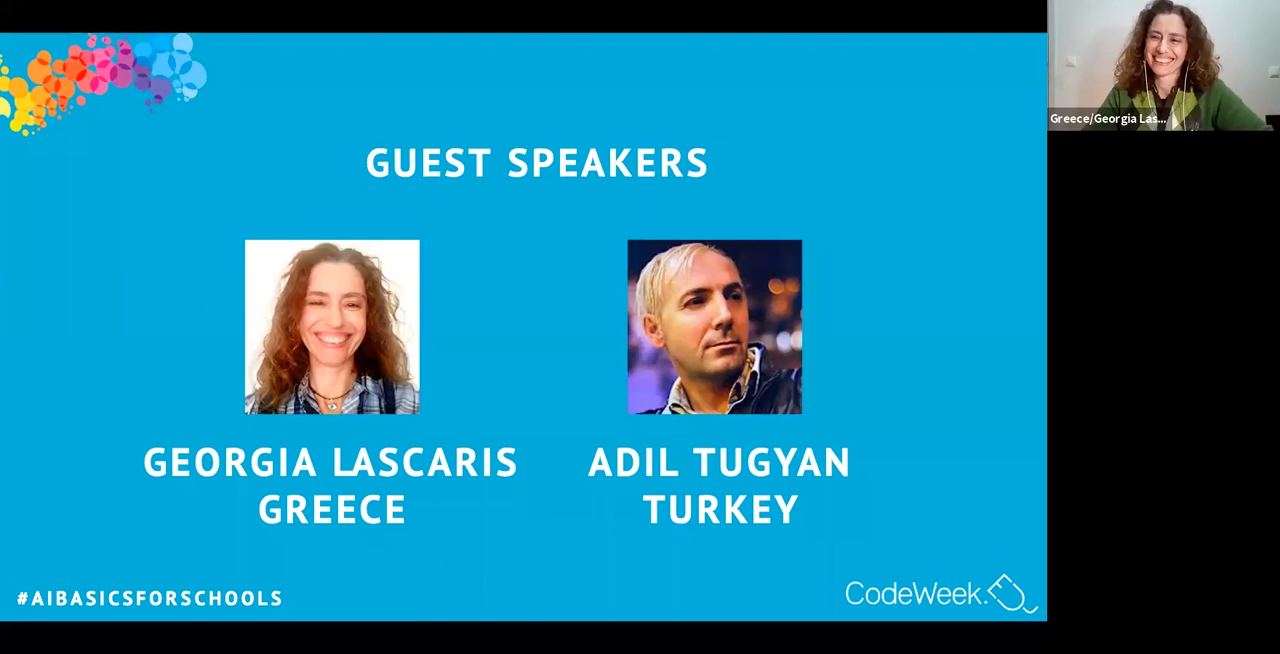 GUEST SPEAKERS
GEORGIA LASCARIS
GREECE
ADIL TUGYAN
TURKEY
#AIBASICSFORSCHOOLS
CodeWeek.
Greece/Georgia Las...